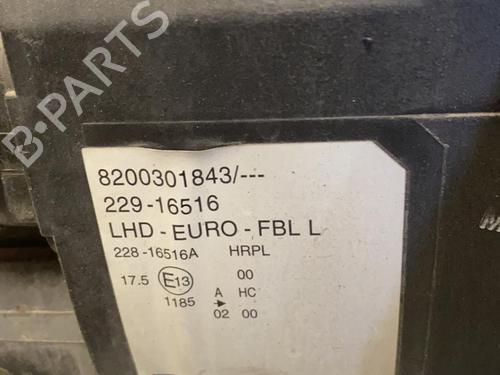 B-PARTS
8200301843/---
229-16516
LHD - EURO - FBL L
228-16516A HRPL
17.5 E13 00
1185 A HC
02 00